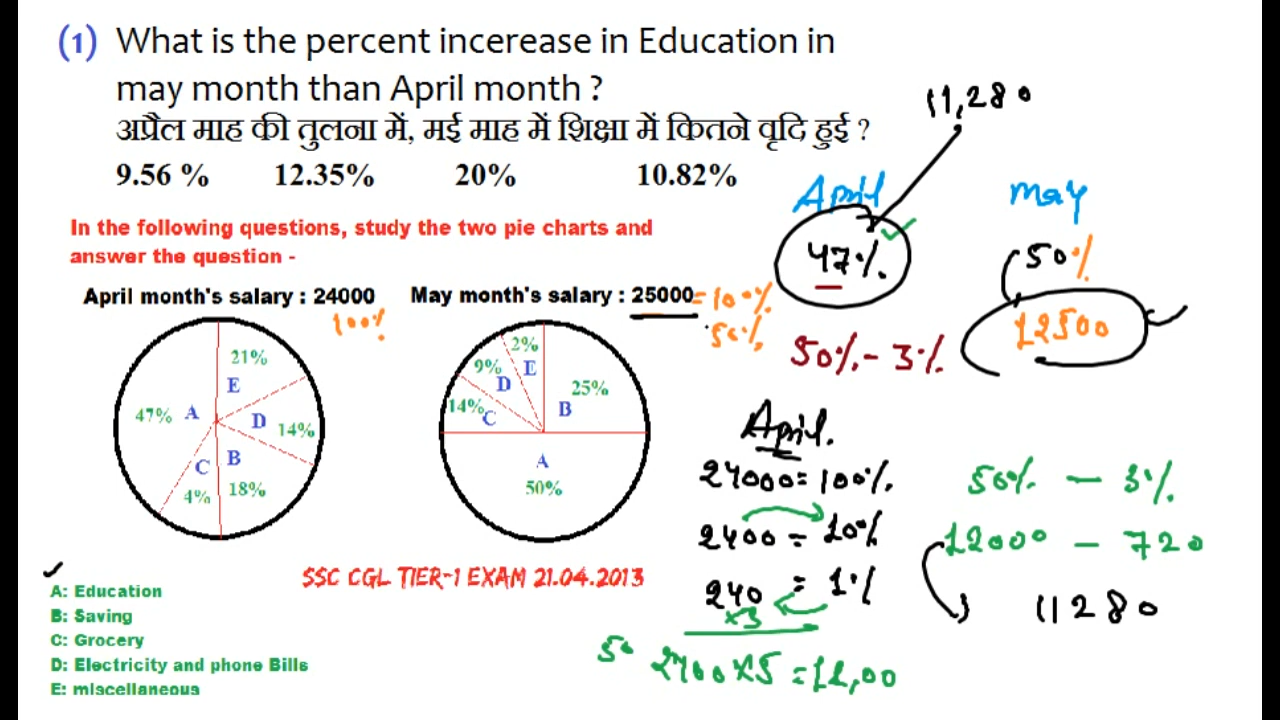 (1) What is the percent incerease in Education in
may month than April month ?
अप्रैल माह की तुलना में, मई माह में शिक्षा में कितने वृदि हुई ?
9.56 % 12.35% 20% 10.82%
In the following questions, study the two pie charts and
answer the question -
April month's salary : 24000
100%
21%
E
47% A
D 14%
C B
4% 18%
May month's salary : 25000 = 100%
50%
2%
9% E
D
25%
14% C
B
A
50%
A: Education
B: Saving
C: Grocery
D: Electricity and phone Bills
E: miscellaneous
SSC CGL TIER-1 EXAM 21.04.2013
11,280
April May
47% 50%
12500
50% - 3%
April.
24000 = 100%
2400 = 10%
240 = 1%
×3
50 2400×5 = 12,00
50% - 3%
12000 - 720
11280